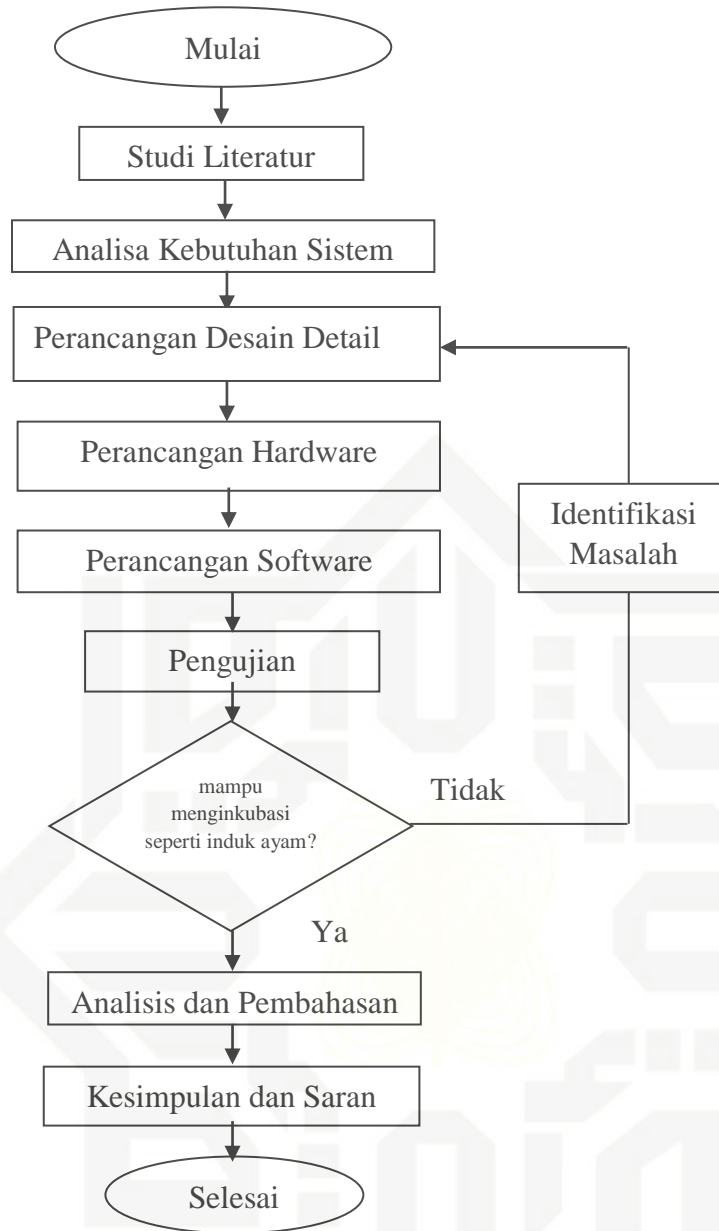 Mulai
Studi Literatur
Analisa Kebutuhan Sistem
Perancangan Desain Detail
Perancangan Hardware
Identifikasi
Masalah
Perancangan Software
Pengujian
mampu
menginkubasi
seperti induk ayam?
Tidak
Ya
Analisis dan Pembahasan
Kesimpulan dan Saran
Selesai